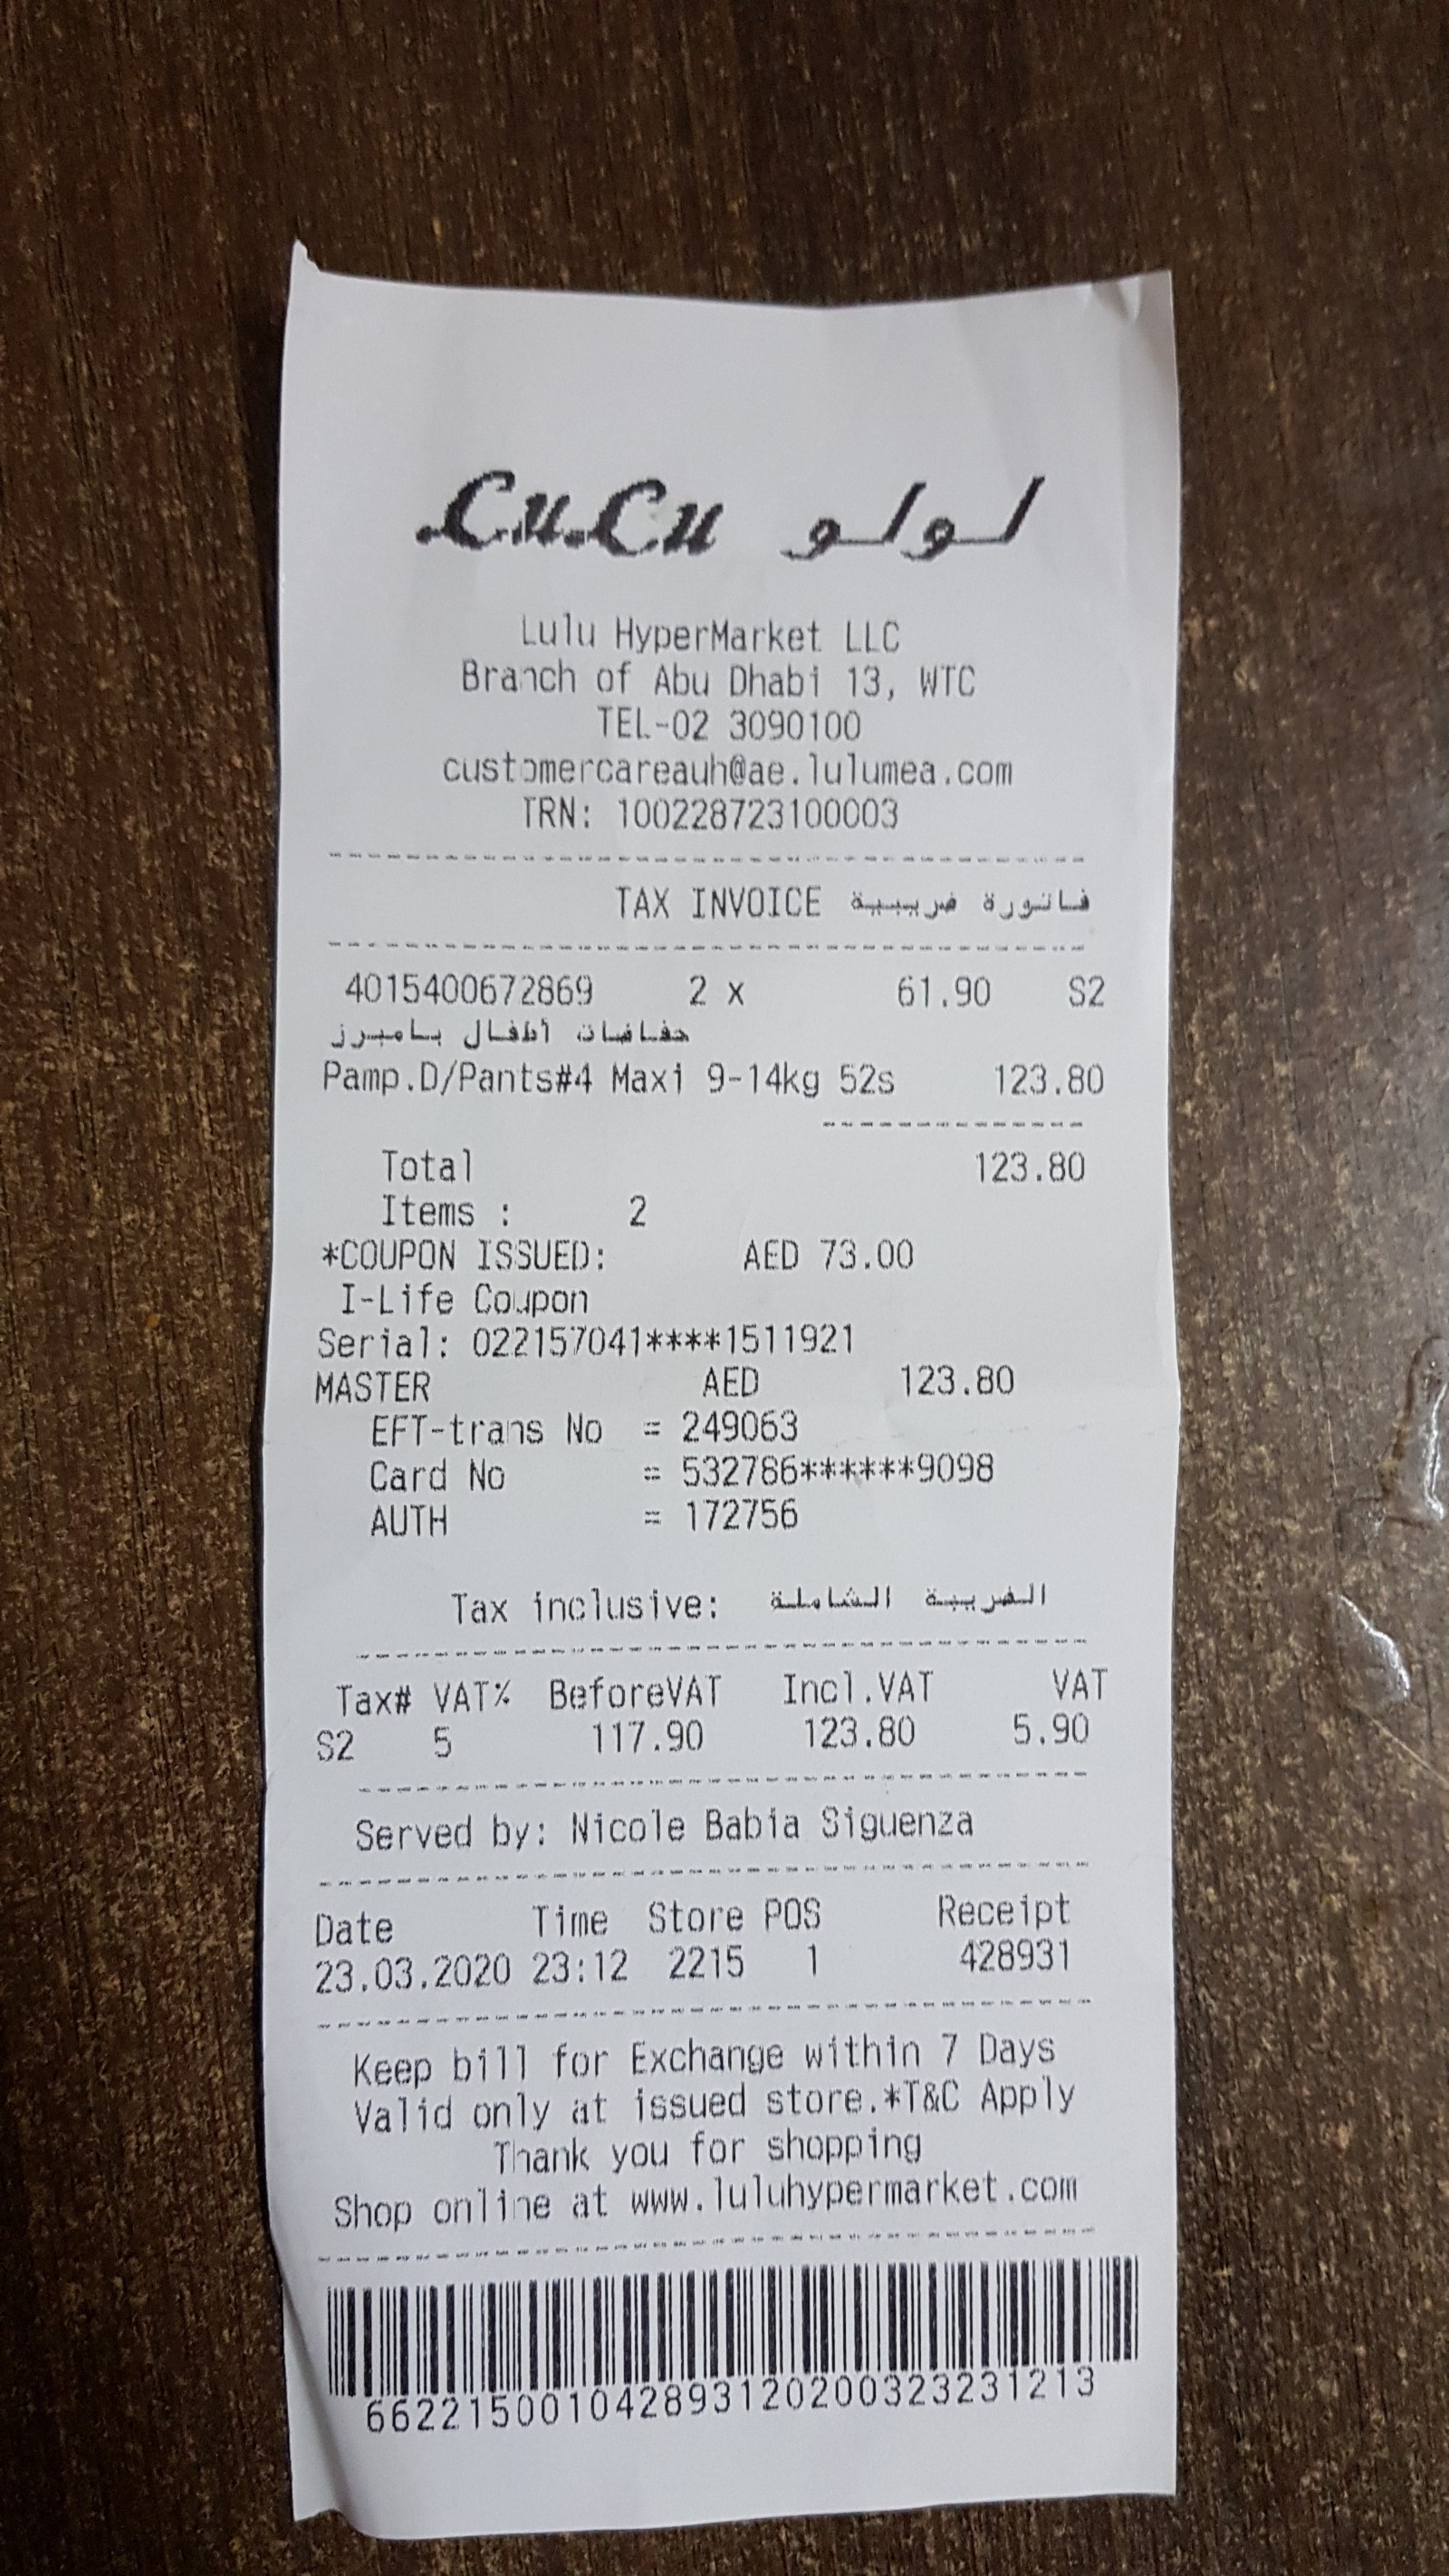 LuLu لولو
Lulu HyperMarket LLC
Branch of Abu Dhabi 13, WTC
TEL-02 3090100
customercareauh@ae.lulumea.com
TRN: 100228723100003
TAX INVOICE فاتورة ضريبية
4015400672869 2 x 61.90 S2
حفاضات أطفال بامبرز
Pamp.D/Pants#4 Maxi 9-14kg 52s 123.80
Total 123.80
Items : 2
*COUPON ISSUED: AED 73.00
I-Life Coupon
Serial: 022157041****1511921
MASTER AED 123.80
EFT-trans No = 249063
Card No = 532786******9098
AUTH = 172756
Tax inclusive: الضريبة الشاملة
Tax# VAT% BeforeVAT Incl.VAT VAT
S2 5 117.90 123.80 5.90
Served by: Nicole Babia Siguenza
Date Time Store POS Receipt
23.03.2020 23:12 2215 1 428931
Keep bill for Exchange within 7 Days
Valid only at issued store.*T&C Apply
Thank you for shopping
Shop online at www.luluhypermarket.com
662215001042893120200323231213